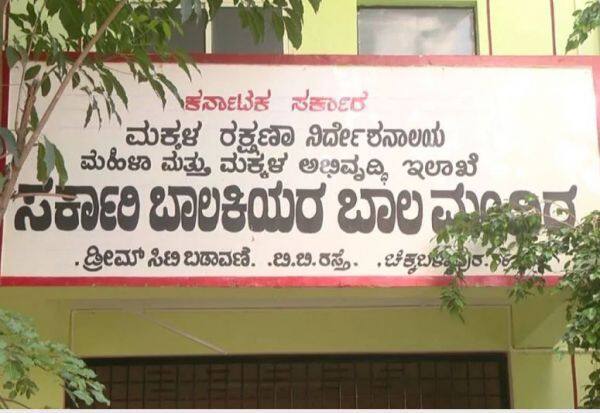 ಕರ್ನಾಟಕ ಸರ್ಕಾರ
ಮಕ್ಕಳ ರಕ್ಷಣಾ ನಿರ್ದೇಶನಾಲಯ
ಮಹಿಳಾ ಮತ್ತು ಮಕ್ಕಳ ಅಭಿವೃದ್ಧಿ ಇಲಾಖೆ
ಸರ್ಕಾರಿ ಬಾಲಕಿಯರ ಬಾಲ ಮಂದಿರ
.ಡ್ರೀಮ್ ಸಿಟಿ ಬಡಾವಣೆ. .ಬಿ.ಬಿ.ರಸ್ತೆ. .ಚಿಕ್ಕಬಳ್ಳಾಪುರ.